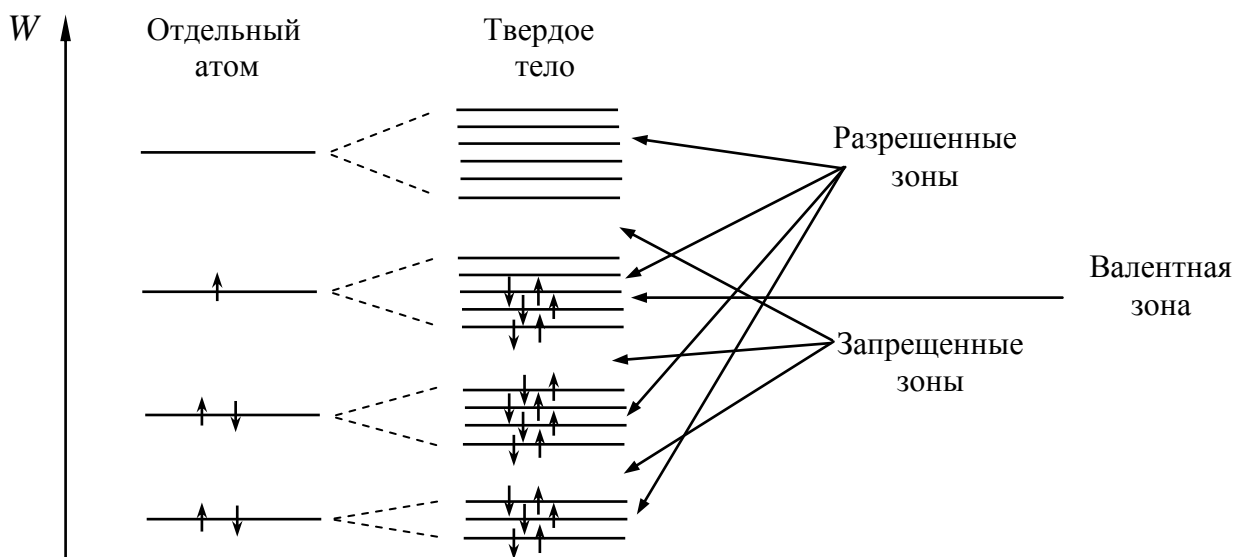 W
Отдельный
атом
Твердое
тело
Разрешенные
зоны
Валентная
зона
Запрещенные
зоны